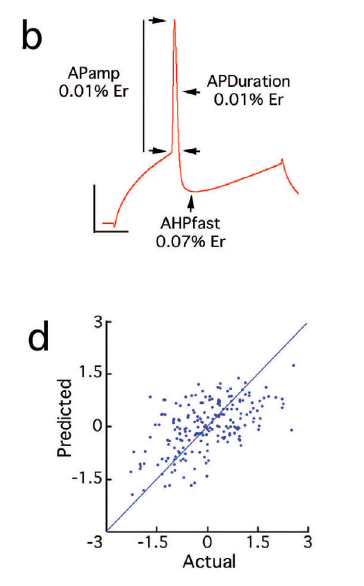 b
APamp
0.01% Er
APDuration
0.01% Er
AHPfast
0.07% Er
d
3
1.5
0
-1.5
-3
-1.5
0
1.5
3
Predicted
Actual